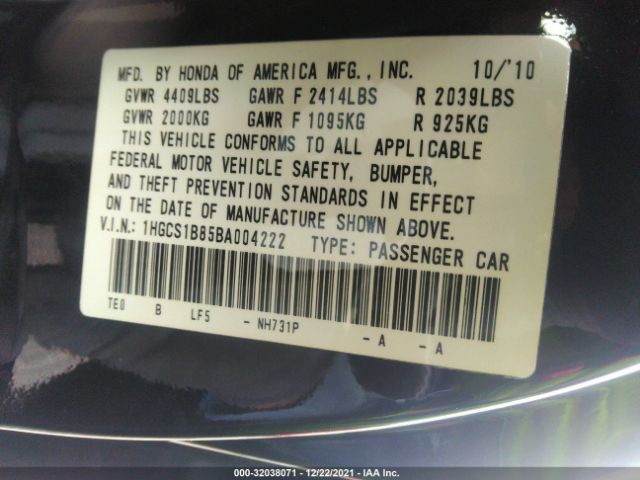 MFD. BY HONDA OF AMERICA MFG., INC. 10/'10
GVWR 4409LBS GAWR F 2414LBS R 2039LBS
GVWR 2000KG GAWR F 1095KG R 925KG
THIS VEHICLE CONFORMS TO ALL APPLICABLE
FEDERAL MOTOR VEHICLE SAFETY, BUMPER,
AND THEFT PREVENTION STANDARDS IN EFFECT
ON THE DATE OF MANUFACTURE SHOWN ABOVE.
V.I.N.: 1HGCS1B85BA004222 TYPE: PASSENGER CAR
TE0 B LF5 - NH731P - A - A
000-32038071 - 12/22/2021 - IAA Inc.